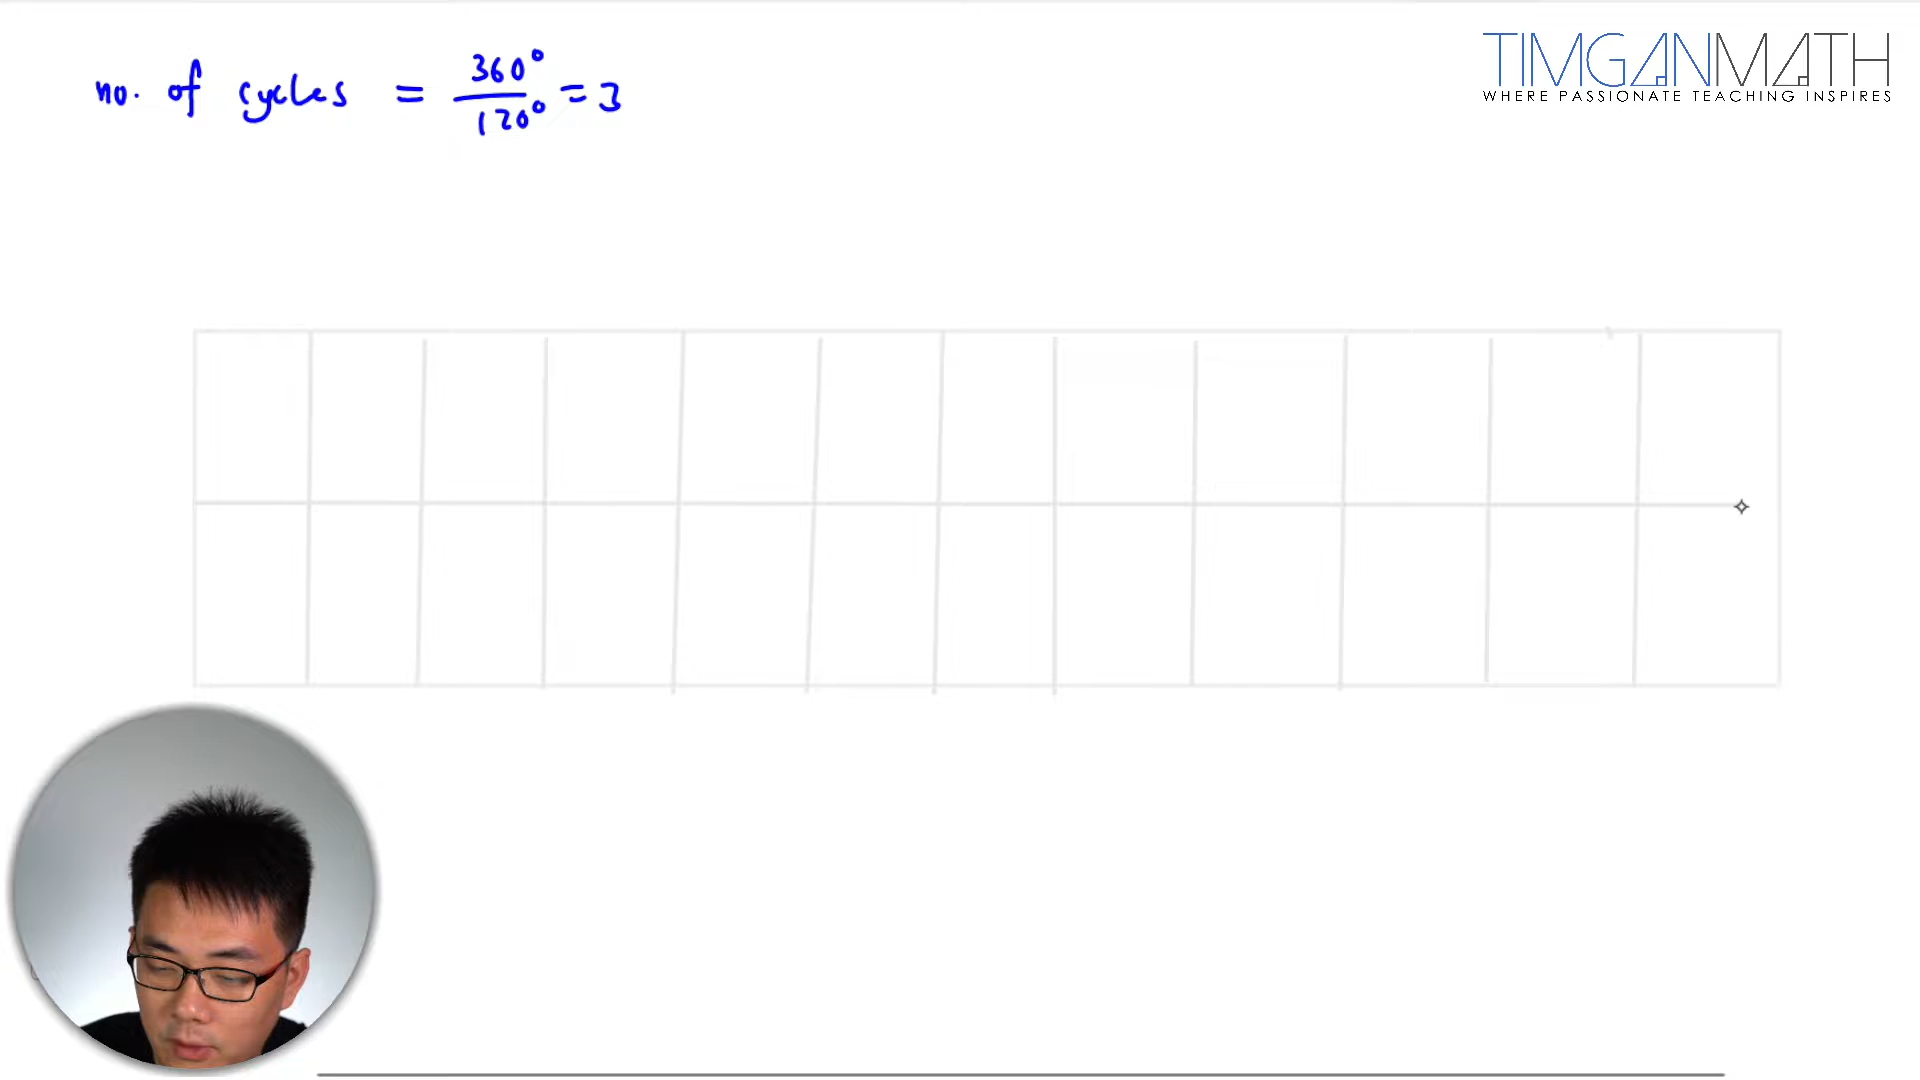 no. of cycles = 360° / 120° = 3
TIMGANMATH
WHERE PASSIONATE TEACHING INSPIRES